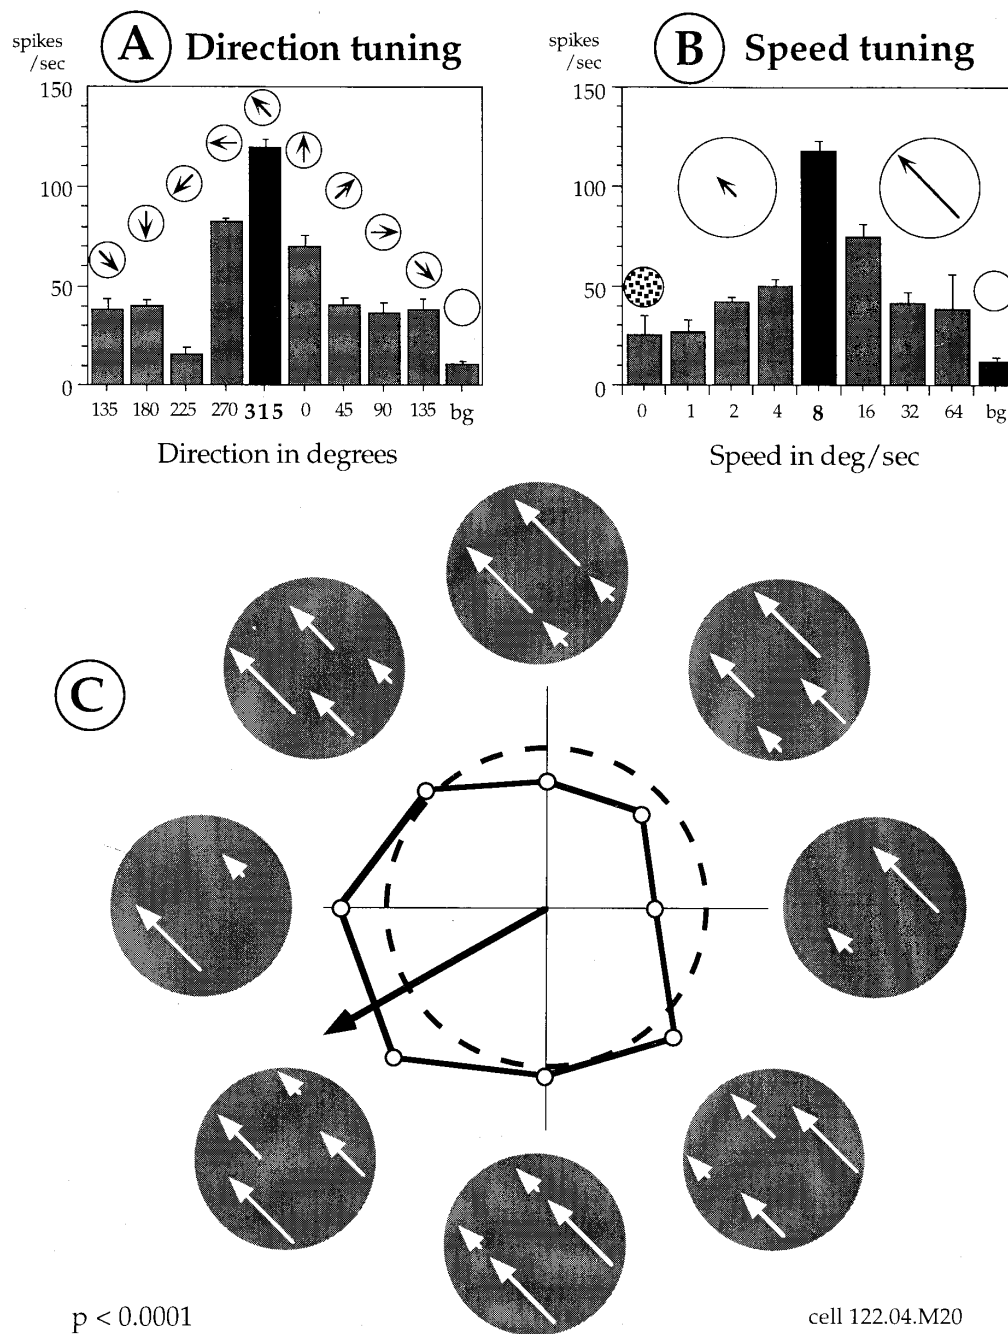 A Direction tuning
spikes
/sec
150
100
50
0
135 180 225 270 315 0 45 90 135 bg
Direction in degrees
B Speed tuning
spikes
/sec
150
100
50
0
0 1 2 4 8 16 32 64 bg
Speed in deg/sec
C
p < 0.0001
cell 122.04.M20